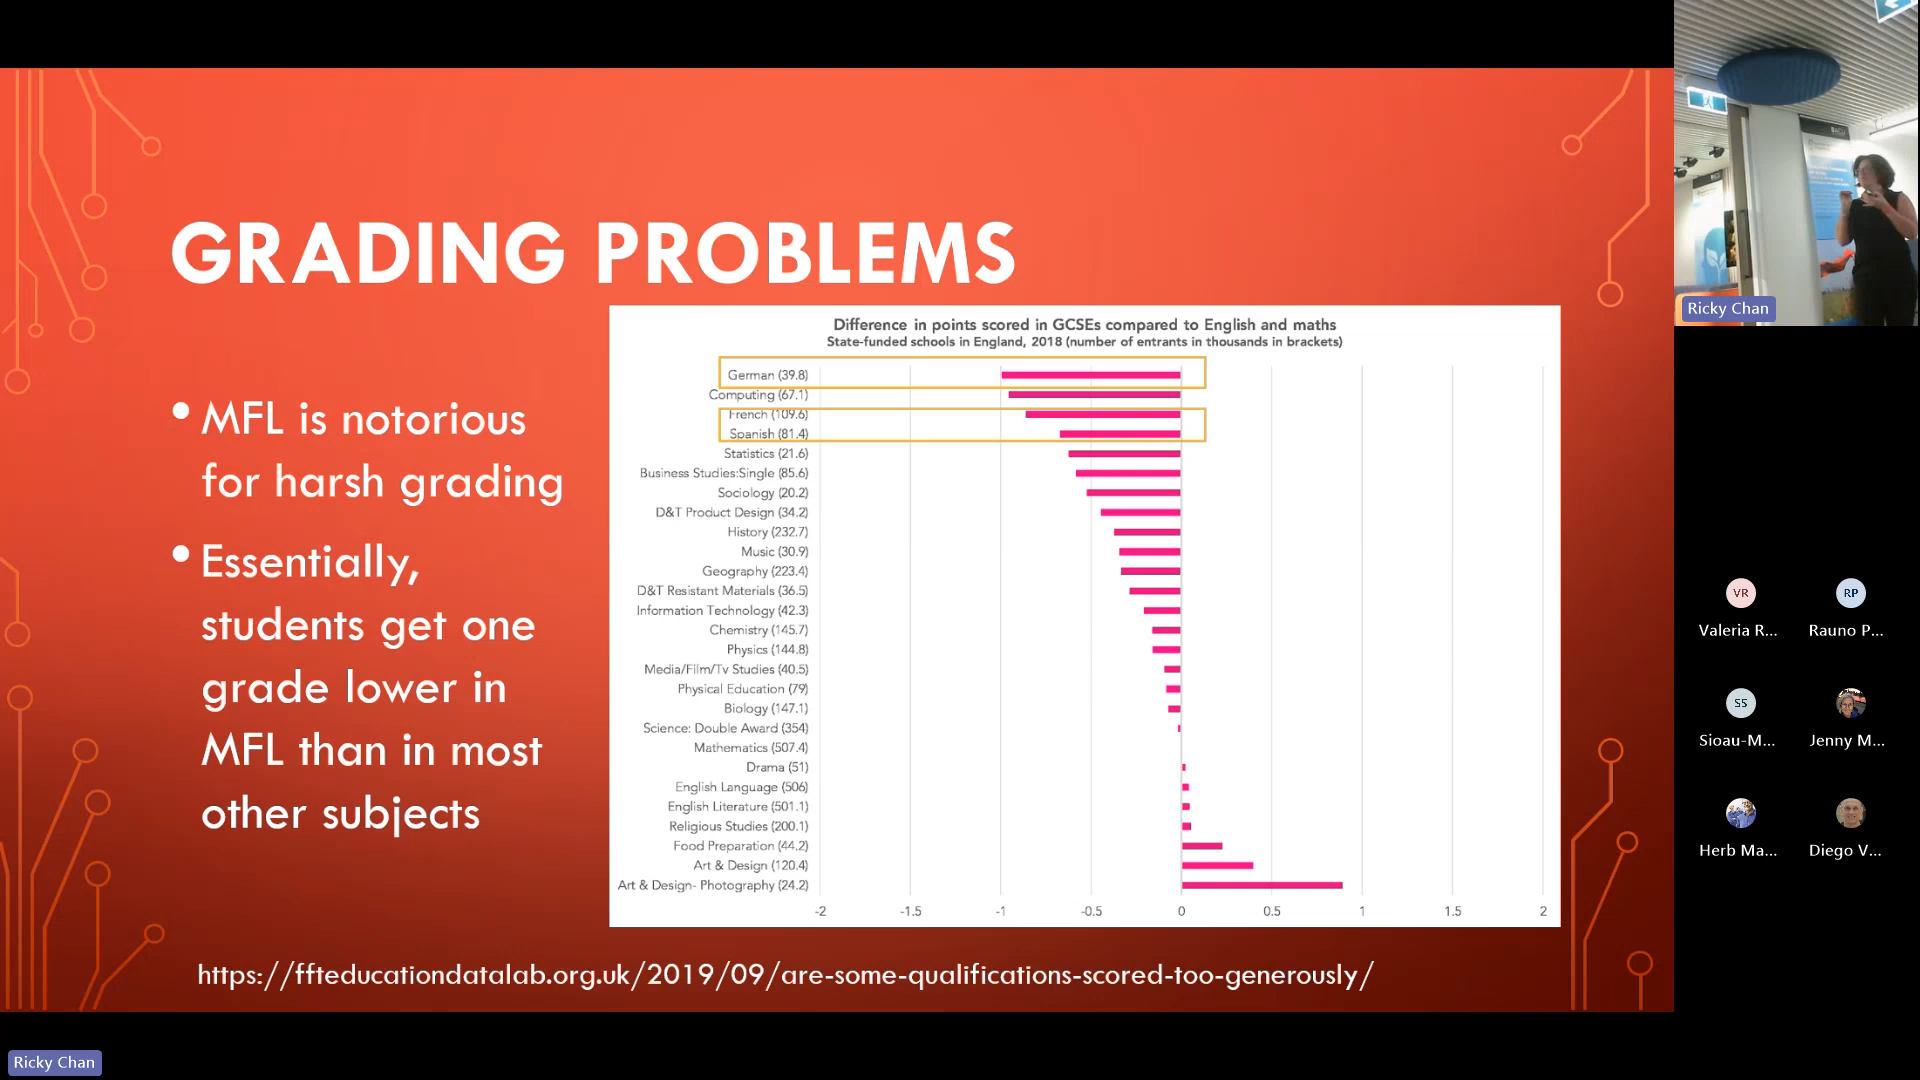 GRADING PROBLEMS
• MFL is notorious
for harsh grading
• Essentially,
students get one
grade lower in
MFL than in most
other subjects
Difference in points scored in GCSEs compared to English and maths
State-funded schools in England, 2018 (number of entrants in thousands in brackets)
German (39.8)
Computing (67.1)
French (109.6)
Spanish (81.4)
Statistics (21.6)
Business Studies:Single (85.6)
Sociology (20.2)
D&T Product Design (34.2)
History (232.7)
Music (30.9)
Geography (223.4)
D&T Resistant Materials (36.5)
Information Technology (42.3)
Chemistry (145.7)
Physics (144.8)
Media/Film/Tv Studies (40.5)
Physical Education (79)
Biology (147.1)
Science: Double Award (354)
Mathematics (507.4)
Drama (51)
English Language (506)
English Literature (501.1)
Religious Studies (200.1)
Food Preparation (44.2)
Art & Design (120.4)
Art & Design- Photography (24.2)
-2 -1.5 -1 -0.5 0 0.5 1 1.5 2
https://ffteducationdatalab.org.uk/2019/09/are-some-qualifications-scored-too-generously/
Ricky Chan
Ricky Chan
VR RP
Valeria R... Rauno P...
SS
Sioau-M... Jenny M...
Herb Ma... Diego V...